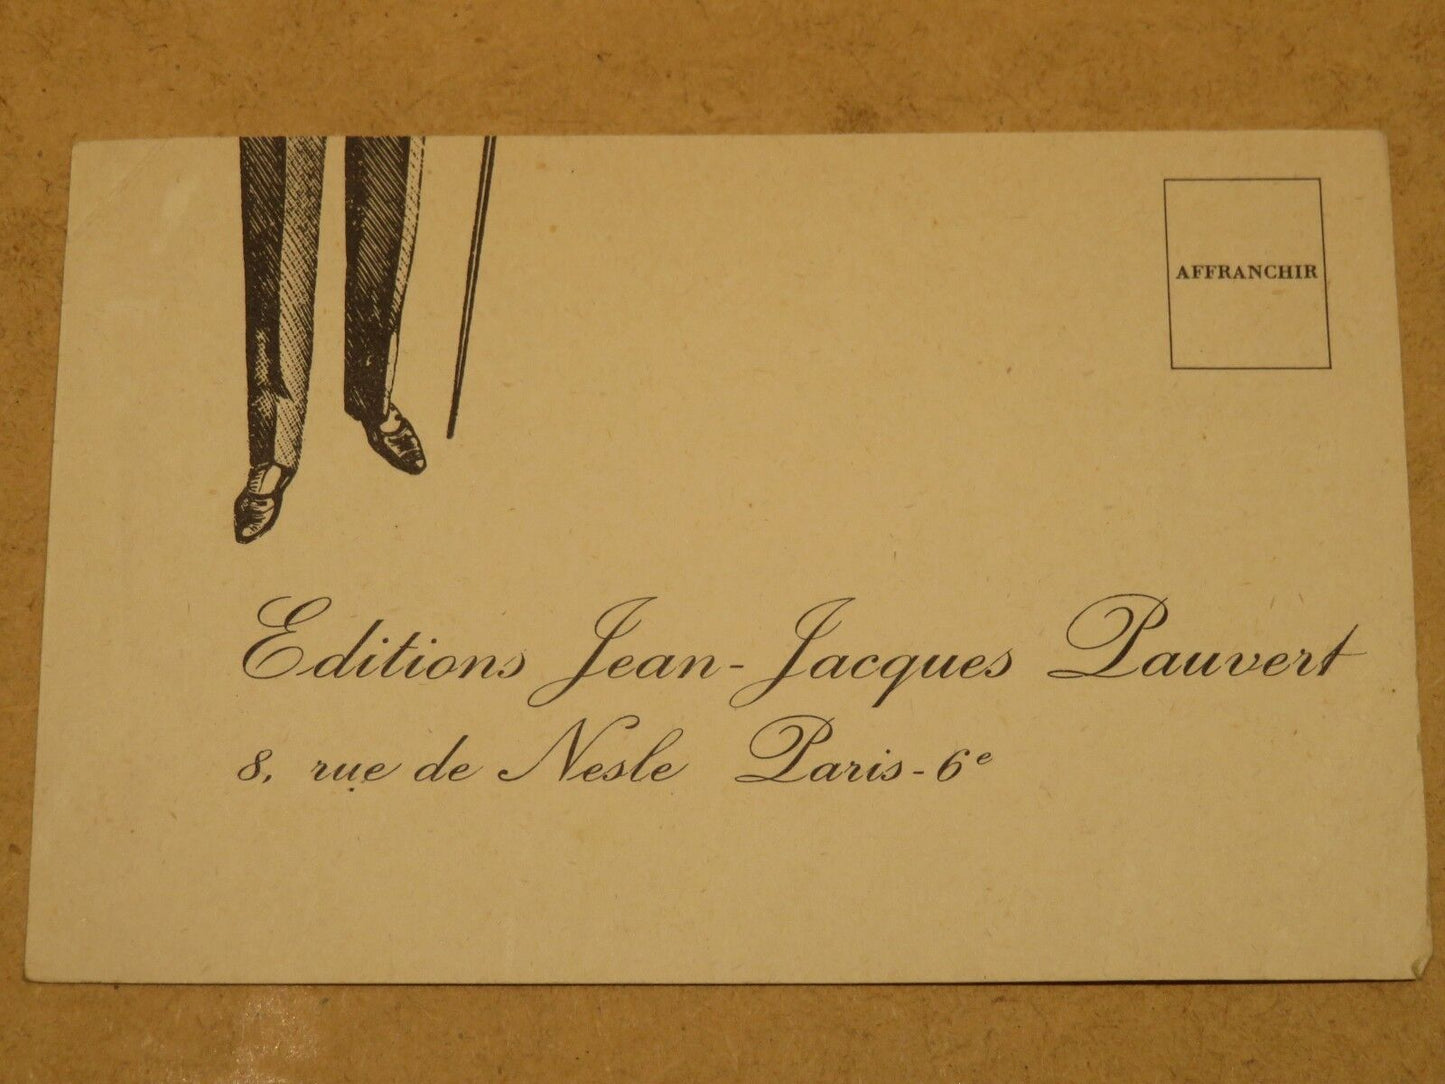 AFFRANCHIR
Editions Jean-Jacques Pauvert
8, rue de Nesle Paris-6e